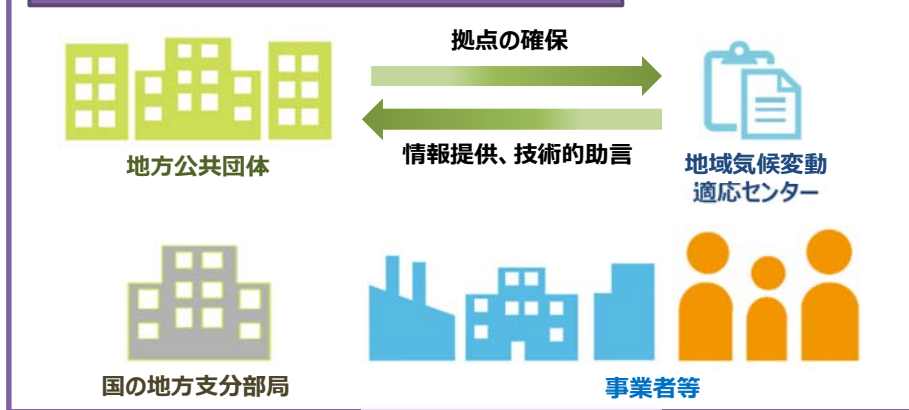 拠点の確保
情報提供、技術的助言
地方公共団体
地域気候変動
適応センター
国の地方支分部局
事業者等